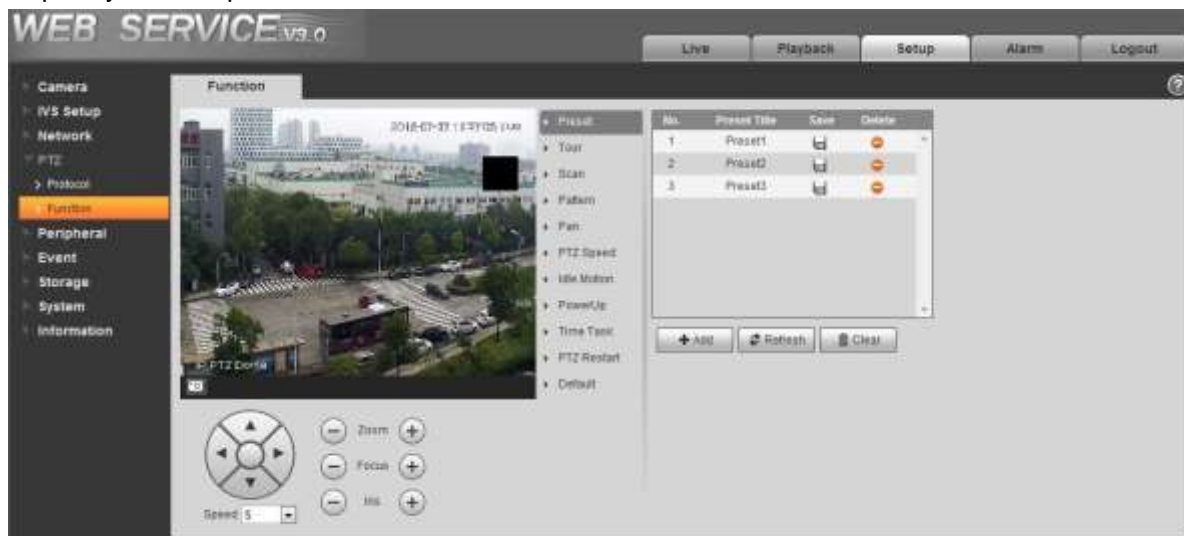 WEB SERVICE V3.0
Live
Playback
Setup
Alarm
Logout
Camera
IVS Setup
Network
PTZ
Protocol
Function
Peripheral
Event
Storage
System
Information
Function
IP PTZ Dome
Preset
Tour
Scan
Pattern
Pan
PTZ Speed
Idle Motion
PowerUp
Time Task
PTZ Restart
Default
No. Preset Title Save Delete
1 Preset1
2 Preset2
3 Preset3
Add Refresh Clear
Zoom
Focus
Iris
Speed 5